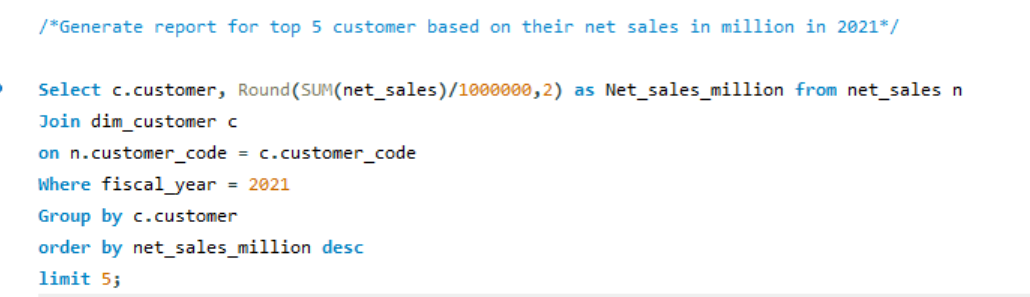 /*Generate report for top 5 customer based on their net sales in million in 2021*/
Select c.customer, Round(SUM(net_sales)/1000000,2) as Net_sales_million from net_sales n
Join dim_customer c
on n.customer_code = c.customer_code
Where fiscal_year = 2021
Group by c.customer
order by net_sales_million desc
limit 5;